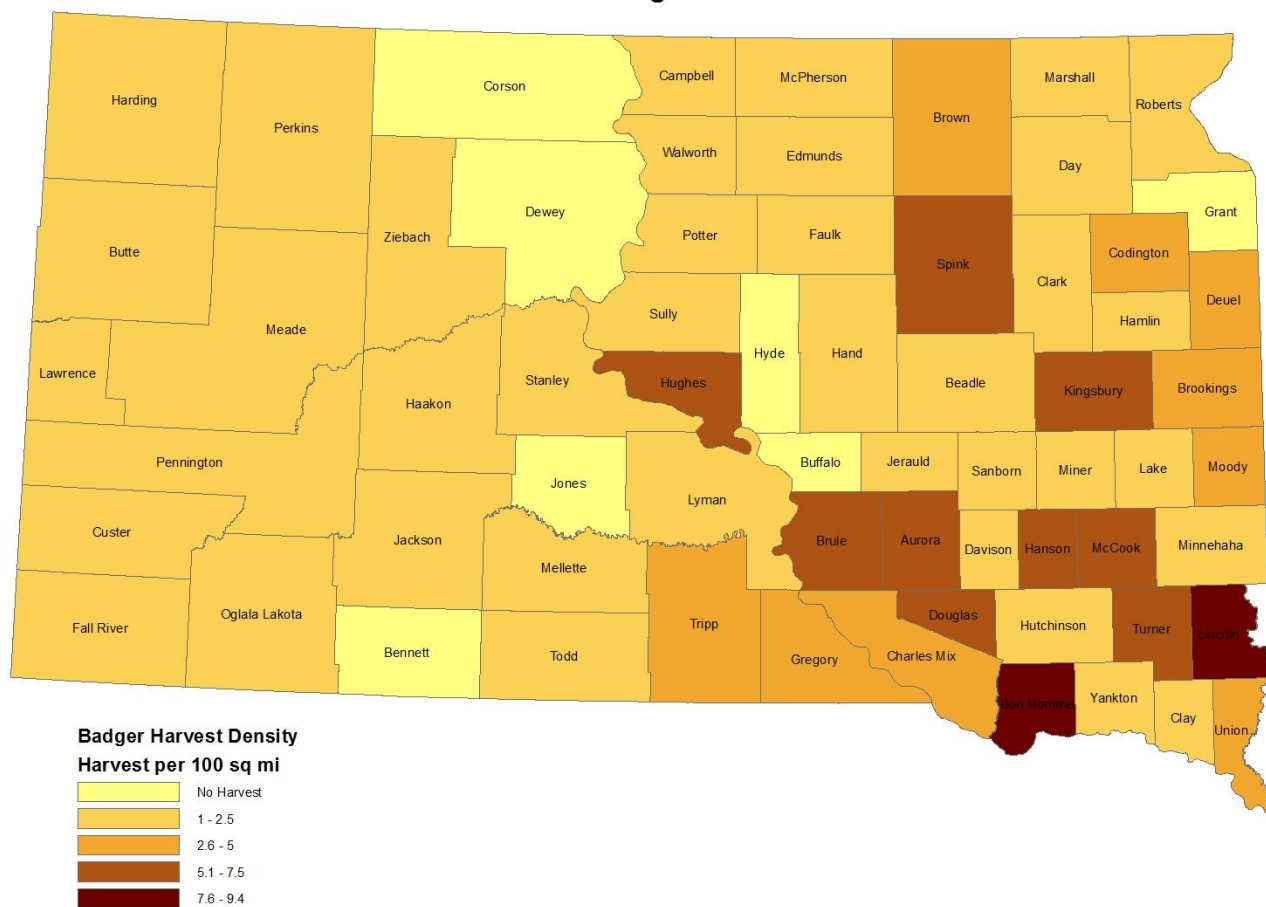 Corson
Campbell
McPherson
Marshall
Harding
Perkins
Brown
Roberts
Walworth
Edmunds
Day
Dewey
Grant
Butte
Ziebach
Potter
Faulk
Spink
Codington
Clark
Deuel
Meade
Sully
Hamlin
Lawrence
Stanley
Hughes
Hyde
Hand
Beadle
Kingsbury
Brookings
Haakon
Pennington
Jones
Buffalo
Jerauld
Sanborn
Miner
Lake
Moody
Lyman
Custer
Jackson
Brule
Aurora
Davison
Hanson
McCook
Minnehaha
Mellette
Fall River
Oglala Lakota
Tripp
Douglas
Hutchinson
Turner
Lincoln
Bennett
Todd
Gregory
Charles Mix
Bon Homme
Yankton
Clay
Union
Badger Harvest Density
Harvest per 100 sq mi
No Harvest
1 - 2.5
2.6 - 5
5.1 - 7.5
7.6 - 9.4